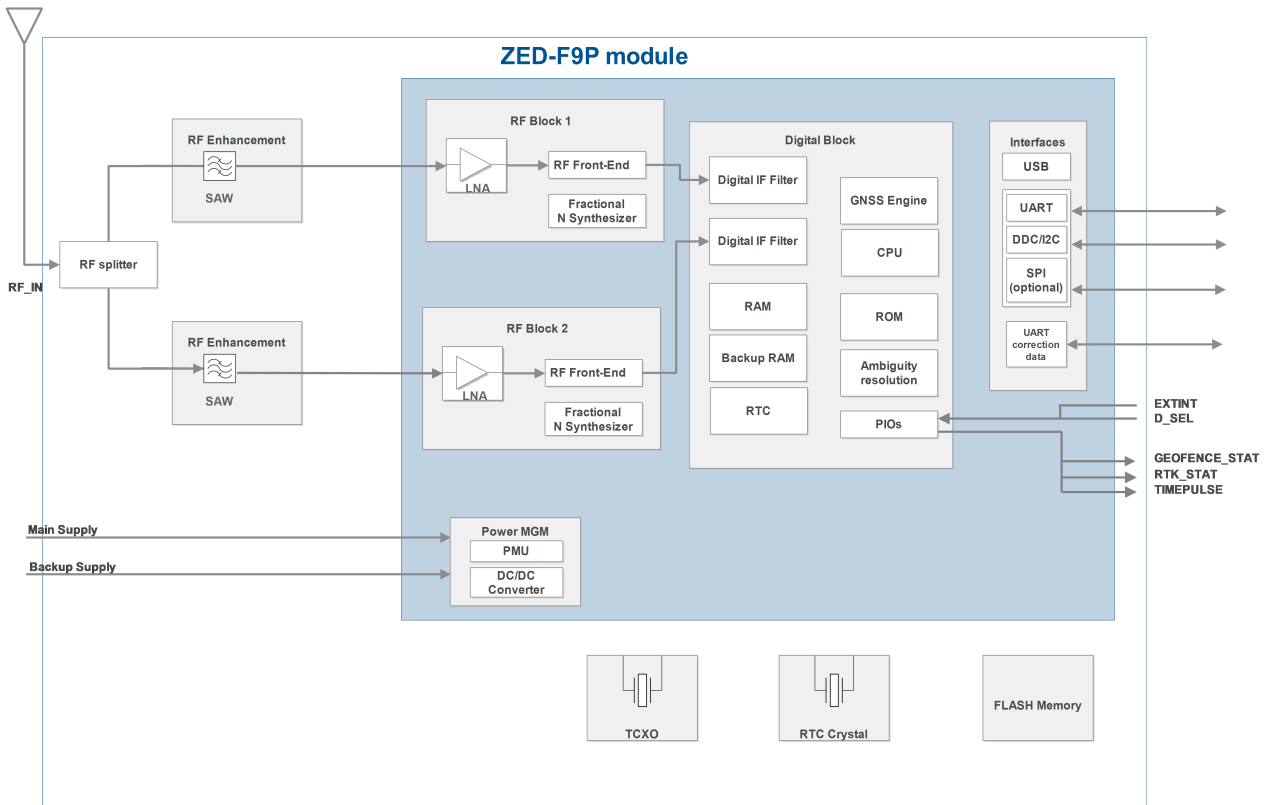 ZED-F9P module
RF_IN
RF splitter
RF Enhancement
SAW
RF Enhancement
SAW
RF Block 1
LNA
RF Front-End
Fractional
N Synthesizer
RF Block 2
LNA
RF Front-End
Fractional
N Synthesizer
Digital Block
Digital IF Filter
Digital IF Filter
RAM
Backup RAM
RTC
GNSS Engine
CPU
ROM
Ambiguity
resolution
PIOs
Interfaces
USB
UART
DDC/I2C
SPI
(optional)
UART
correction
data
EXTINT
D_SEL
GEOFENCE_STAT
RTK_STAT
TIMEPULSE
Main Supply
Backup Supply
Power MGM
PMU
DC/DC
Converter
TCXO
RTC Crystal
FLASH Memory